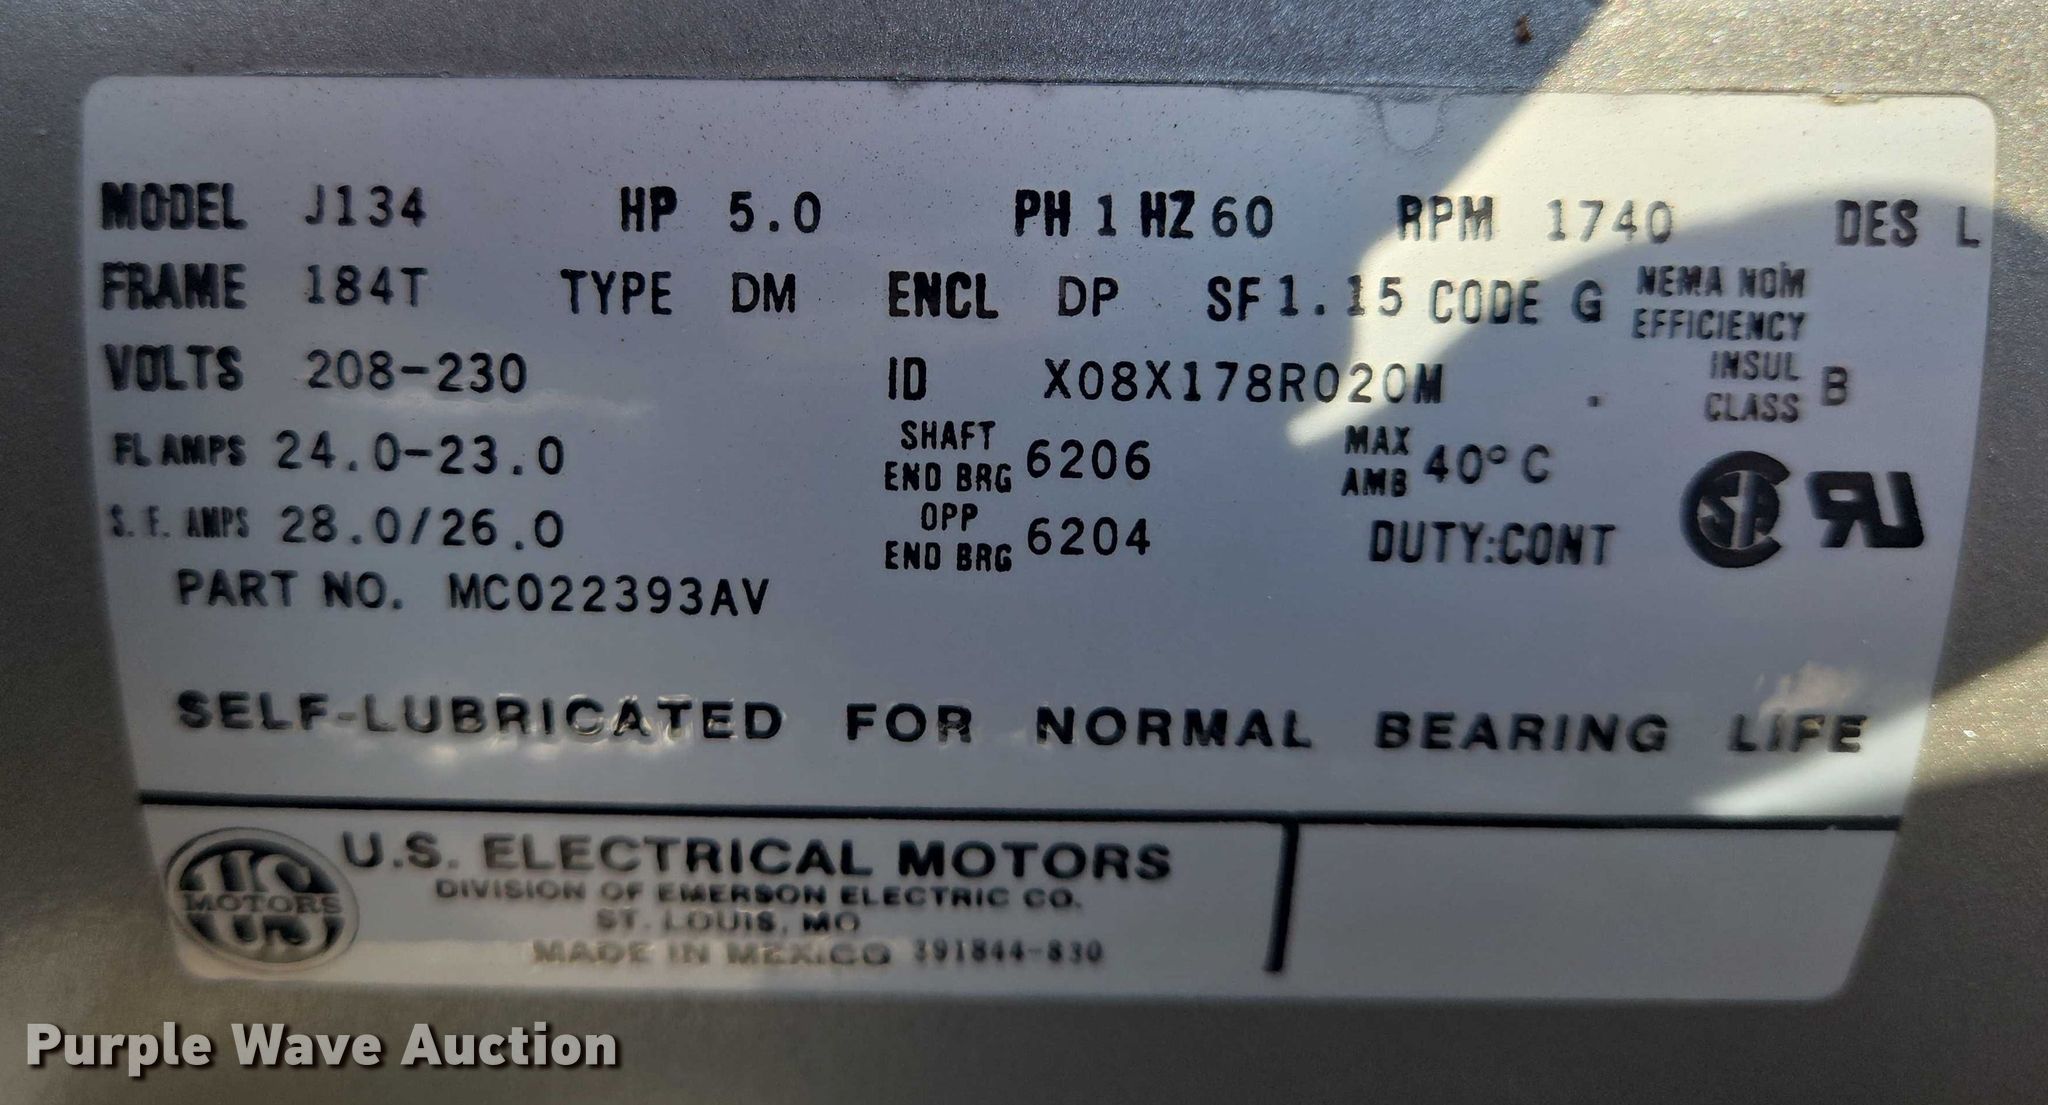 MODEL J134 HP 5.0 PH 1 HZ 60 RPM 1740 DES L
FRAME 184T TYPE DM ENCL DP SF 1.15 CODE G NEMA NOM
EFFICIENCY
VOLTS 208-230 ID X08X178R020M INSUL
CLASS B
FL AMPS 24.0-23.0 SHAFT
END BRG 6206 MAX
AMB 40° C
S.F. AMPS 28.0/26.0 OPP
END BRG 6204 DUTY:CONT
PART NO. MC022393AV
SELF-LUBRICATED FOR NORMAL BEARING LIFE
U.S. ELECTRICAL MOTORS
DIVISION OF EMERSON ELECTRIC CO.
ST. LOUIS, MO
MADE IN MEXICO 391844-830
US
MOTORS
Purple Wave Auction